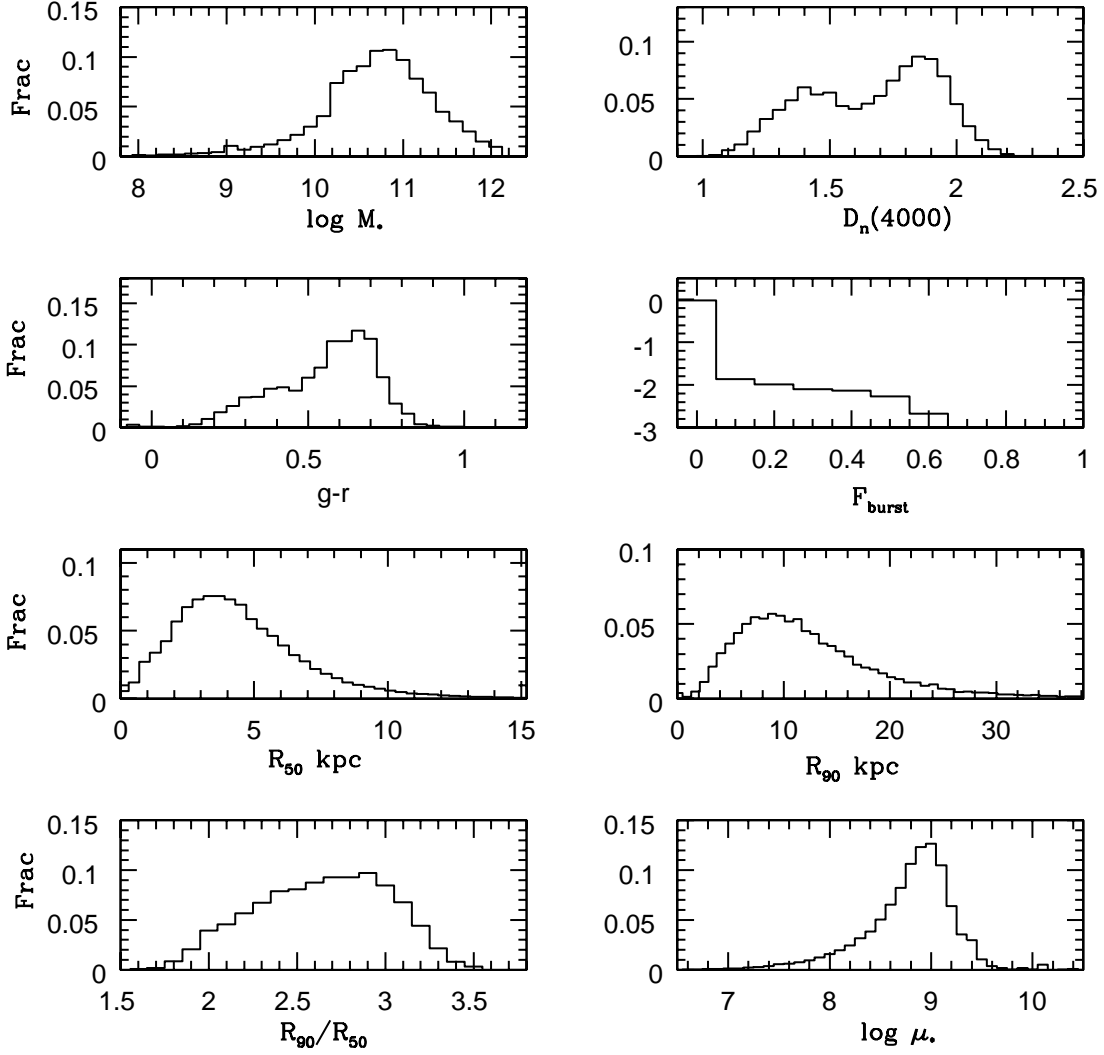 0.15
0.1
0.05
0
Frac
8 9 10 11 12
log M*
0.1
0.05
0
1 1.5 2 2.5
Dn(4000)
0.15
0.1
0.05
0
Frac
0 0.5 1
g-r
0
-1
-2
-3
0 0.2 0.4 0.6 0.8 1
Fburst
0.1
0.05
0
Frac
0 5 10 15
R50 kpc
0.1
0.05
0
0 10 20 30
R90 kpc
0.15
0.1
0.05
0
Frac
1.5 2 2.5 3 3.5
R90/R50
0.15
0.1
0.05
0
7 8 9 10
log μ*